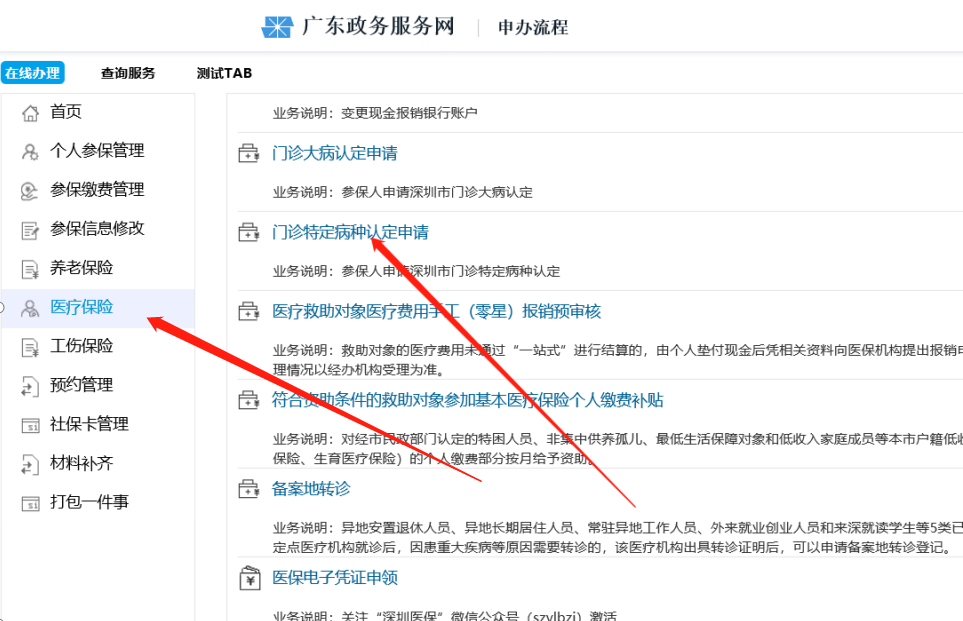 广东政务服务网
申办流程
在线办理
查询服务
测试TAB
首页
个人参保管理
参保缴费管理
参保信息修改
养老保险
医疗保险
工伤保险
预约管理
社保卡管理
材料补齐
打包一件事
业务说明：变更现金报销银行账户
门诊大病认定申请
业务说明：参保人申请深圳市门诊大病认定
门诊特定病种认定申请
业务说明：参保人申请深圳市门诊特定病种认定
医疗救助对象医疗费用手工（零星）报销预审核
业务说明：救助对象的医疗费用未通过“一站式”进行结算的，由个人垫付现金后凭相关资料向医保机构提出报销申
理情况以经办机构受理为准。
符合资助条件的救助对象参加基本医疗保险个人缴费补贴
业务说明：对经市民政部门认定的特困人员、非集中供养孤儿、最低生活保障对象和低收入家庭成员等本市户籍低收
保险、生育医疗保险）的个人缴费部分按月给予资助。
备案地转诊
业务说明：异地安置退休人员、异地长期居住人员、常驻异地工作人员、外来就业创业人员和来深就读学生等5类已
定点医疗机构就诊后，因患重大疾病等原因需要转诊的，该医疗机构出具转诊证明后，可以申请备案地转诊登记。
医保电子凭证申领
业务说明：关注“深圳医保”微信公众号（szylbzj）激活